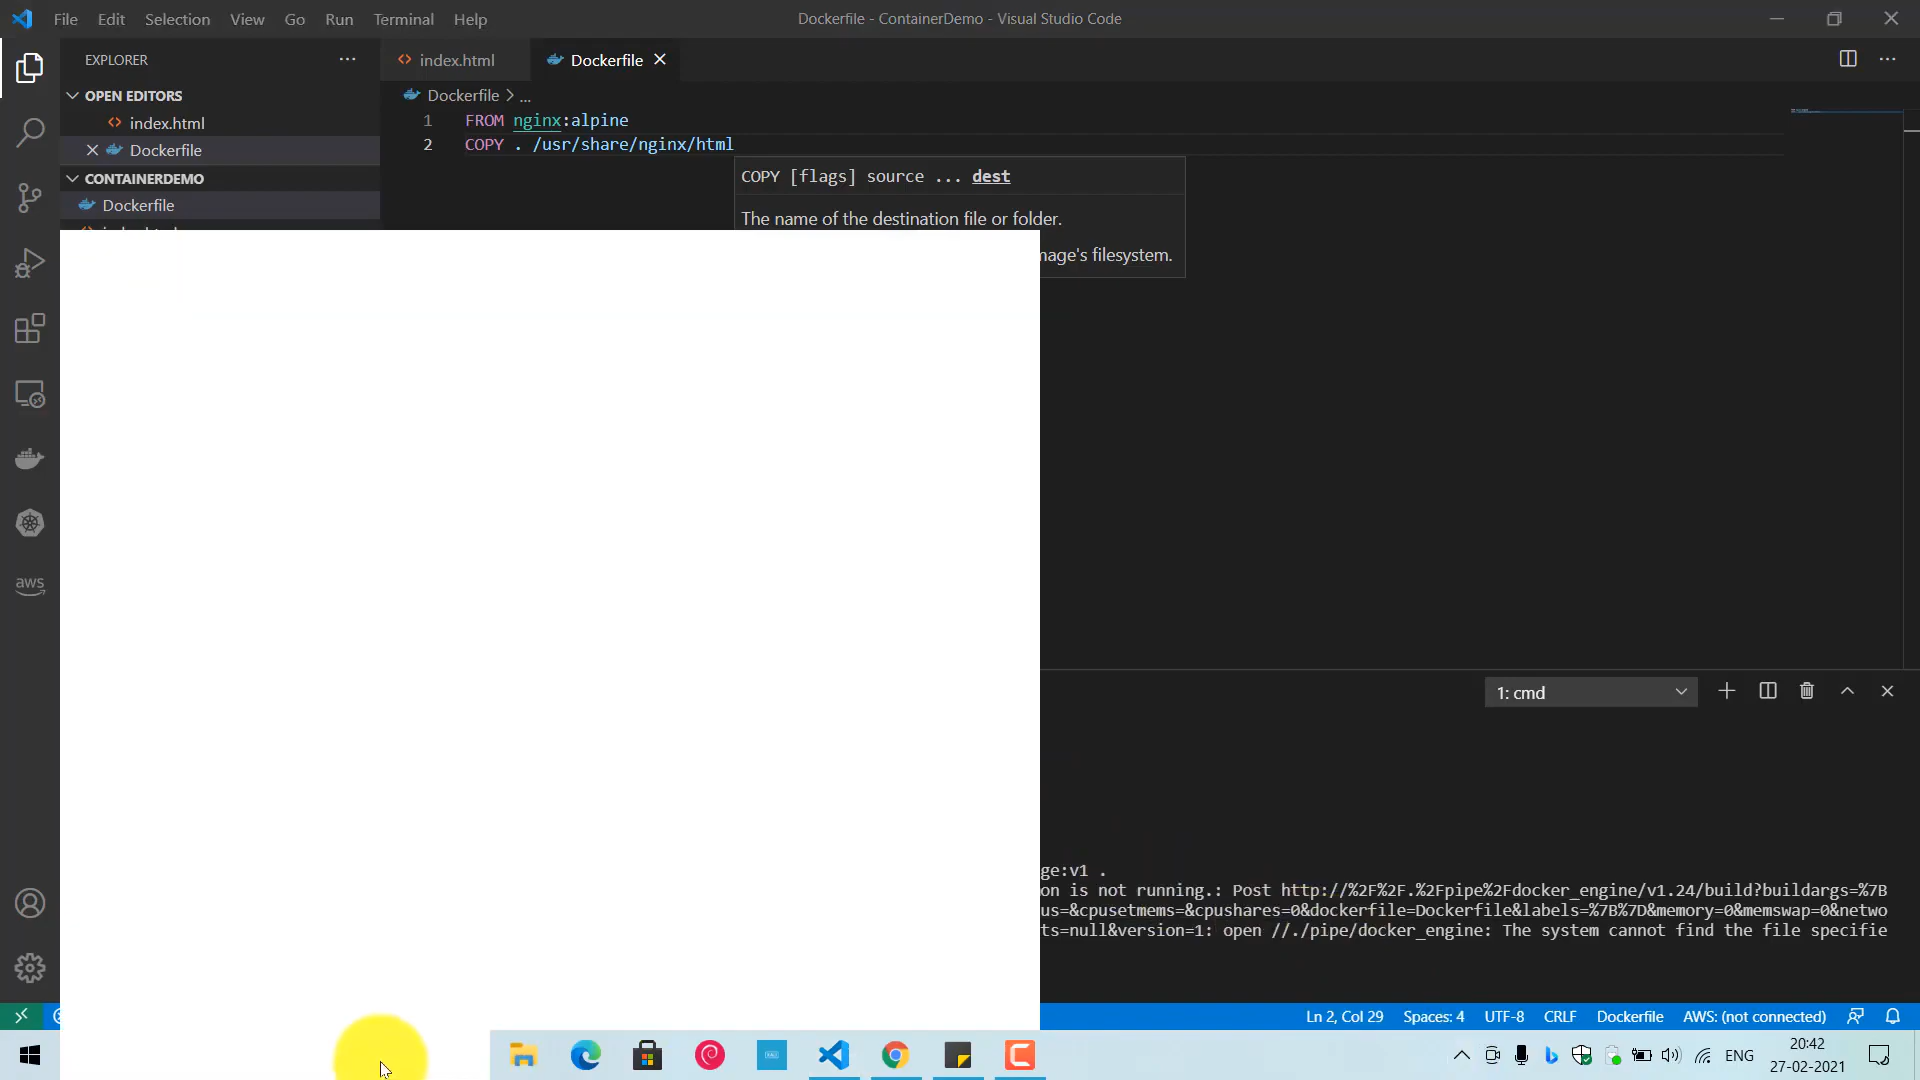 File Edit Selection View Go Run Terminal Help
Dockerfile - ContainerDemo - Visual Studio Code
EXPLORER
index.html
Dockerfile
OPEN EDITORS
index.html
Dockerfile
CONTAINERDEMO
Dockerfile
Dockerfile > ...
1 FROM nginx:alpine
2 COPY . /usr/share/nginx/html
COPY [flags] source ... dest
The name of the destination file or folder.
mage's filesystem.
aws
1: cmd
ge:v1 .
on is not running.: Post http://%2F%2F.%2Fpipe%2Fdocker_engine/v1.24/build?buildargs=%7B
us=&cpusetmems=&cpushares=0&dockerfile=Dockerfile&labels=%7B%7D&memory=0&memswap=0&netwo
ts=null&version=1: open //./pipe/docker_engine: The system cannot find the file specifie
Ln 2, Col 29 Spaces: 4 UTF-8 CRLF Dockerfile AWS: (not connected)
ENG
20:42
27-02-2021